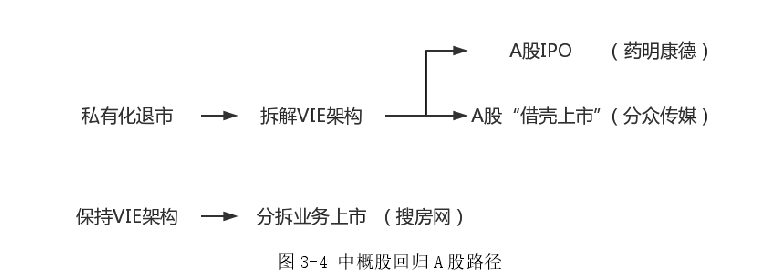 A股IPO （药明康德）
私有化退市 拆解VIE架构 A股“借壳上市”（分众传媒）
保持VIE架构 分拆业务上市 （搜房网）
图 3-4 中概股回归 A 股路径